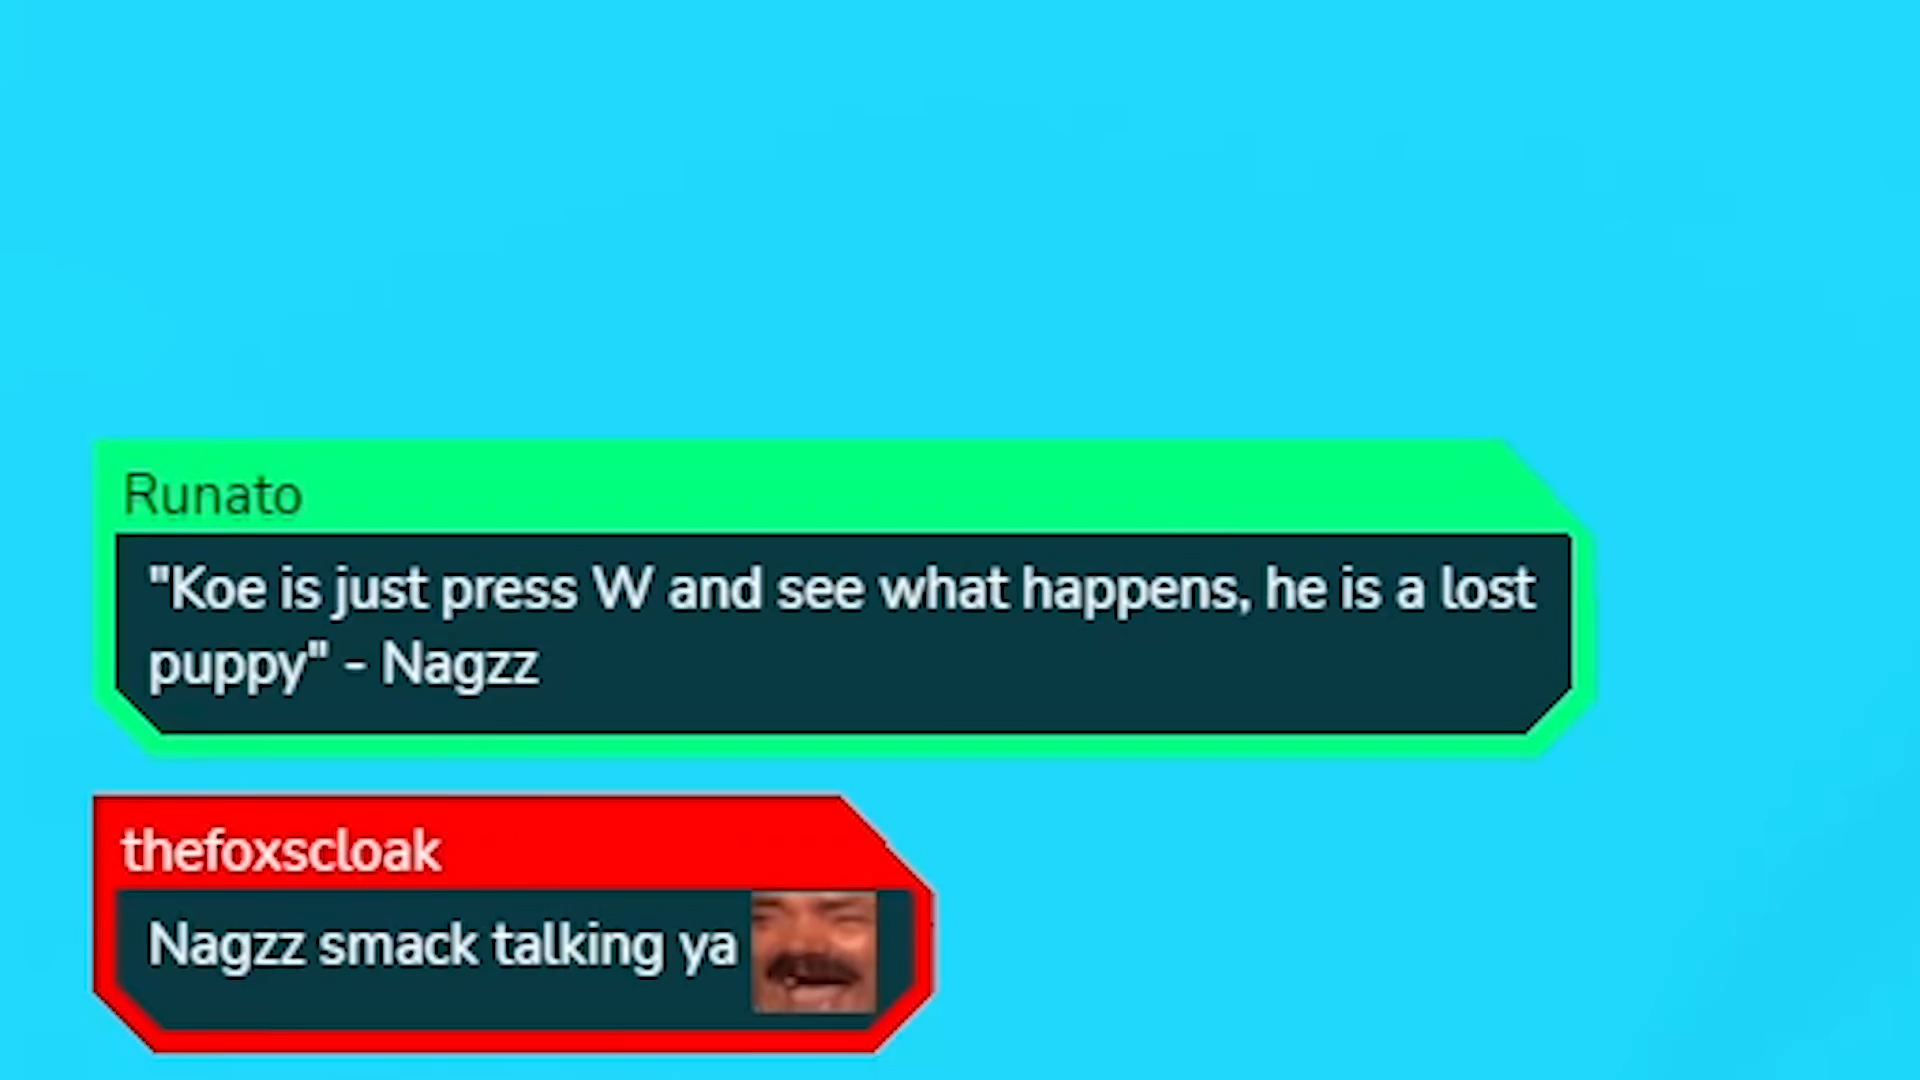 Runato
"Koe is just press W and see what happens, he is a lost
puppy" - Nagzz
thefoxscloak
Nagzz smack talking ya